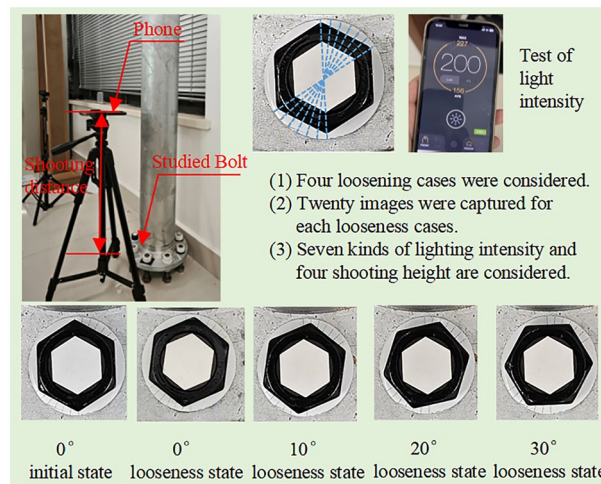 Phone
Shooting
distance
Studied Bolt
227
200
156
Test of
light
intensity
(1) Four loosening cases were considered.
(2) Twenty images were captured for
each looseness cases.
(3) Seven kinds of lighting intensity and
four shooting height are considered.
0° 0° 10° 20° 30°
initial state looseness state looseness state looseness state looseness state